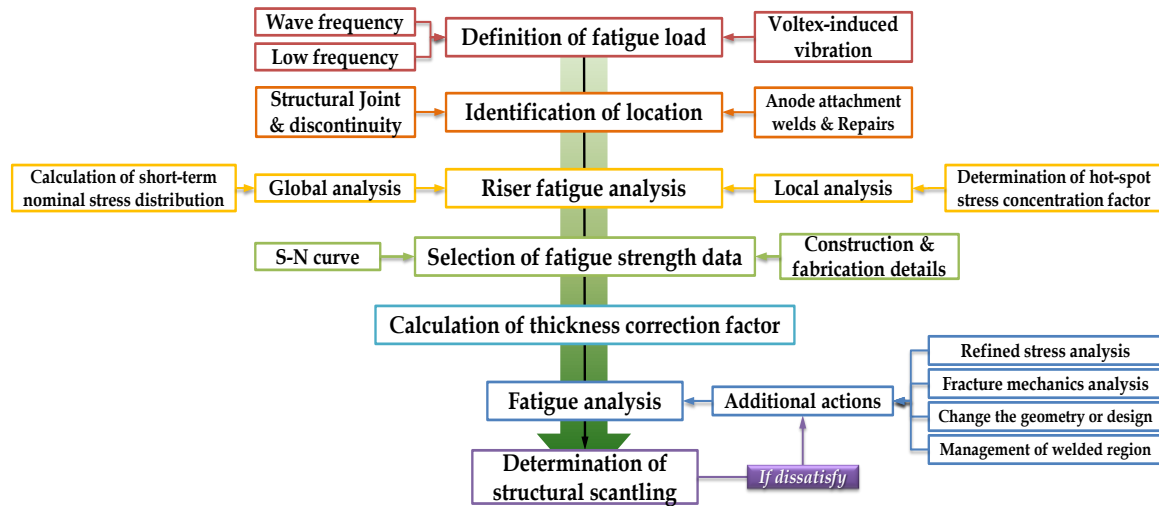 Wave frequency
Low frequency
Definition of fatigue load
Voltex-induced
vibration
Structural Joint
& discontinuity
Identification of location
Anode attachment
welds & Repairs
Calculation of short-term
nominal stress distribution
Global analysis
Riser fatigue analysis
Local analysis
Determination of hot-spot
stress concentration factor
S-N curve
Selection of fatigue strength data
Construction &
fabrication details
Calculation of thickness correction factor
Fatigue analysis
Additional actions
Refined stress analysis
Fracture mechanics analysis
Change the geometry or design
Management of welded region
Determination of
structural scantling
If dissatisfy